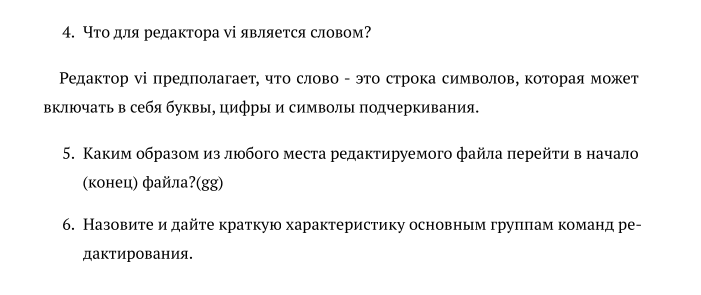 4. Что для редактора vi является словом?
Редактор vi предполагает, что слово - это строка символов, которая может
включать в себя буквы, цифры и символы подчеркивания.
5. Каким образом из любого места редактируемого файла перейти в начало
(конец) файла?(gg)
6. Назовите и дайте краткую характеристику основным группам команд ре-
дактирования.